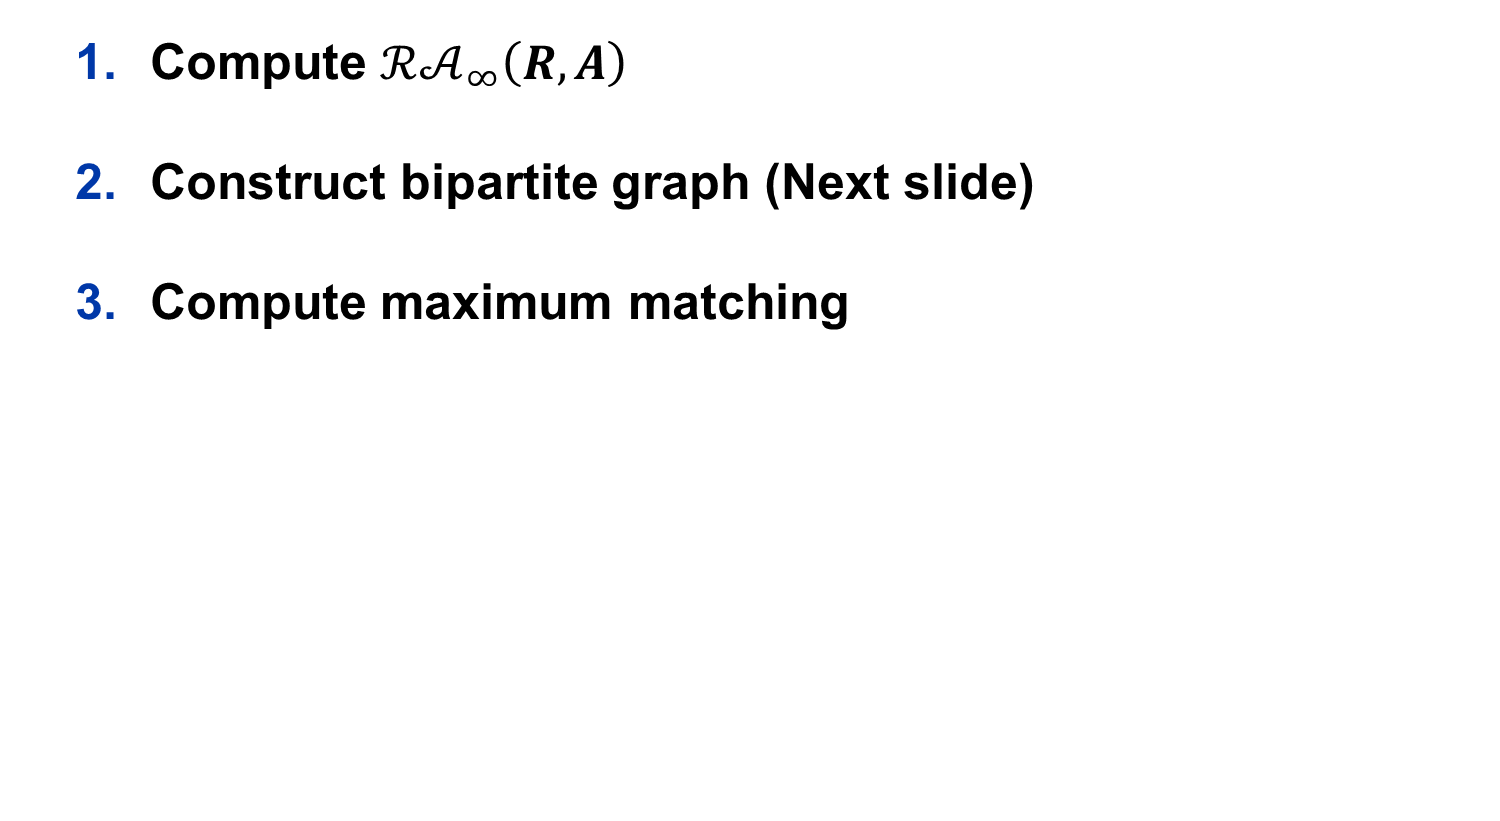 1. Compute ℛ𝒜∞(𝑹, 𝑨)
2. Construct bipartite graph (Next slide)
3. Compute maximum matching